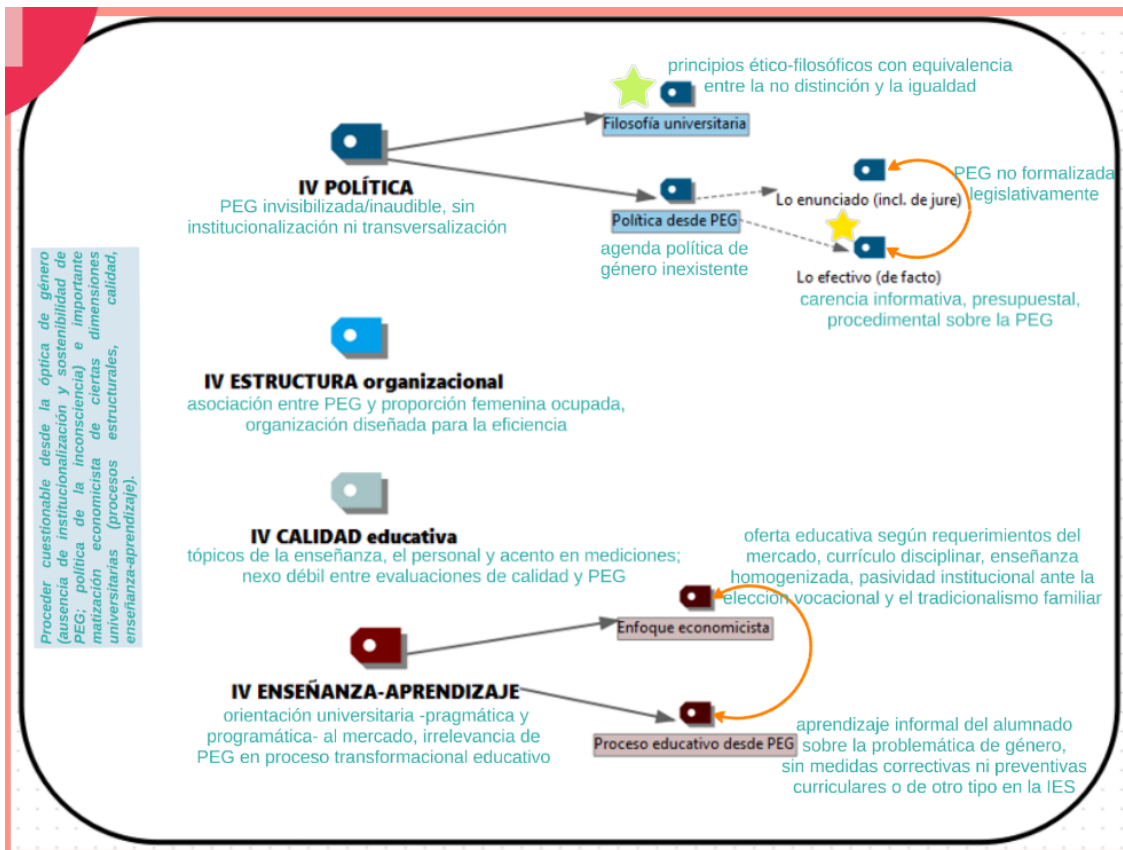 Proceder cuestionable desde la óptica de género
(ausencia de institucionalización y sostenibilidad de
PEG; política de la inconsciencia) e importante
matización economicista de ciertas dimensiones
universitarias (procesos estructurales, calidad,
enseñanza-aprendizaje).
principios ético-filosóficos con equivalencia
entre la no distinción y la igualdad
Filosofía universitaria
IV POLÍTICA
PEG invisibilizada/inaudible, sin
institucionalización ni transversalización
Política desde PEG
agenda política de
género inexistente
PEG no formalizada
legislativamente
Lo enunciado (incl. de jure)
Lo efectivo (de facto)
carencia informativa, presupuestal,
procedimental sobre la PEG
IV ESTRUCTURA organizacional
asociación entre PEG y proporción femenina ocupada,
organización diseñada para la eficiencia
IV CALIDAD educativa
tópicos de la enseñanza, el personal y acento en mediciones;
nexo débil entre evaluaciones de calidad y PEG
oferta educativa según requerimientos del
mercado, currículo disciplinar, enseñanza
homogenizada, pasividad institucional ante la
elección vocacional y el tradicionalismo familiar
Enfoque economicista
IV ENSEÑANZA-APRENDIZAJE
orientación universitaria -pragmática y
programática- al mercado, irrelevancia de
PEG en proceso transformacional educativo
Proceso educativo desde PEG
aprendizaje informal del alumnado
sobre la problemática de género,
sin medidas correctivas ni preventivas
curriculares o de otro tipo en la IES